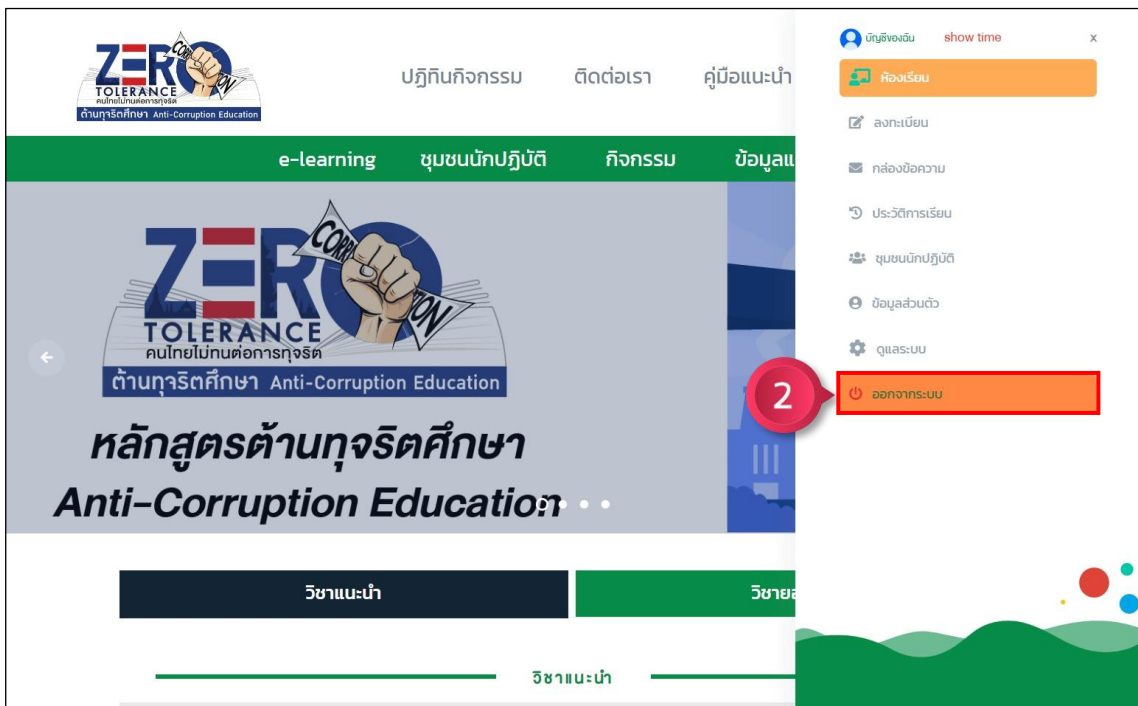 ZERO
CORRUPTION
TOLERANCE
คนไทยไม่ทนต่อการทุจริต
ต้านทุจริตศึกษา Anti-Corruption Education
ปฏิทินกิจกรรม ติดต่อเรา คู่มือแนะนำ
e-learning ชุมชนนักปฏิบัติ กิจกรรม ข้อมูลแ
ZERO
CORR
TION
TOLERANCE
คนไทยไม่ทนต่อการทุจริต
ต้านทุจริตศึกษา Anti-Corruption Education
หลักสูตรต้านทุจริตศึกษา
Anti-Corruption Education
วิชาแนะนำ วิชายอ
วิชาแนะนำ
บัญชีของฉัน show time x
ห้องเรียน
ลงทะเบียน
กล่องข้อความ
ประวัติการเรียน
ชุมชนนักปฏิบัติ
ข้อมูลส่วนตัว
ดูแลระบบ
2 ออกจากระบบ